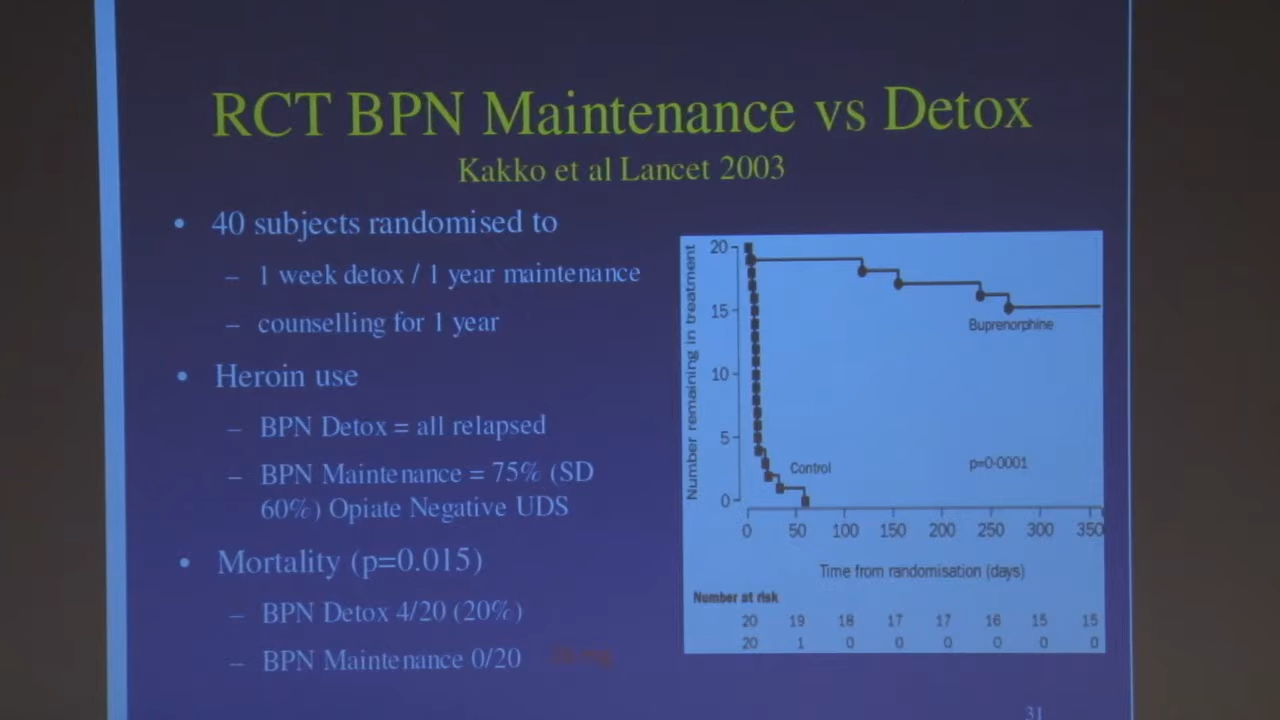 RCT BPN Maintenance vs Detox
Kakko et al Lancet 2003
• 40 subjects randomised to
– 1 week detox / 1 year maintenance
– counselling for 1 year
• Heroin use
– BPN Detox = all relapsed
– BPN Maintenance = 75% (SD
60%) Opiate Negative UDS
• Mortality (p=0.015)
– BPN Detox 4/20 (20%)
– BPN Maintenance 0/20
Number remaining in treatment
20
15
10
5
0
Buprenorphine
Control
p=0·0001
0 50 100 150 200 250 300 350
Time from randomisation (days)
Number at risk
20 19 18 17 17 16 15 15
20 1 0 0 0 0 0 0
31